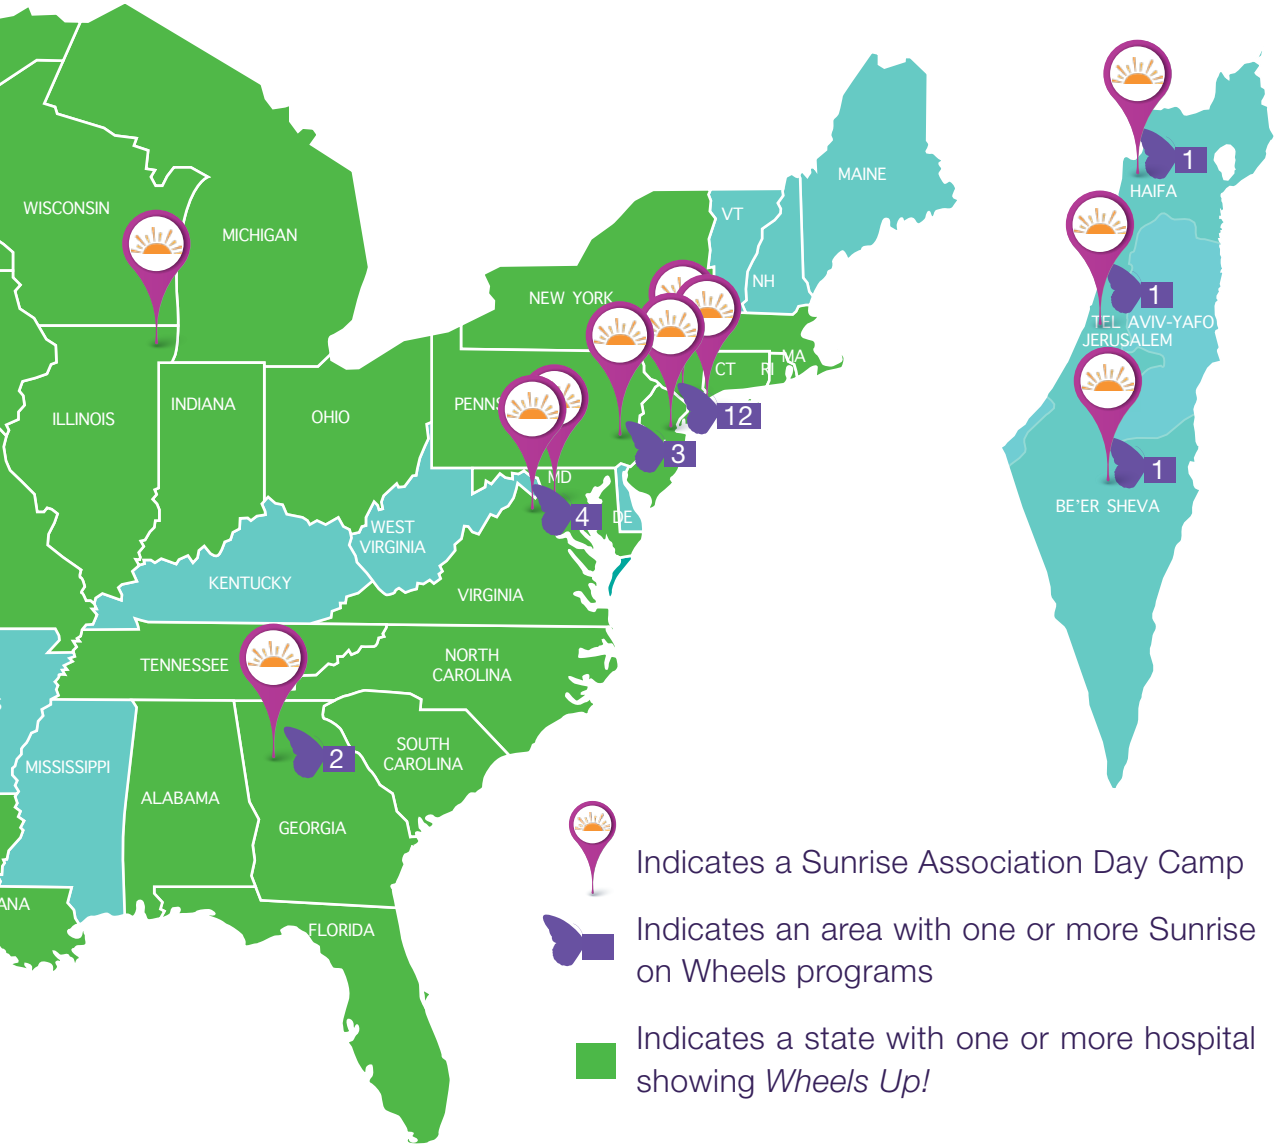 MAINE
WISCONSIN
MICHIGAN
VT
NH
NEW YORK
MA
CT
RI
ILLINOIS
INDIANA
OHIO
PENNS
12
3
MD
4
DE
WEST
VIRGINIA
KENTUCKY
VIRGINIA
TENNESSEE
NORTH
CAROLINA
2
SOUTH
CAROLINA
MISSISSIPPI
ALABAMA
GEORGIA
ANA
FLORIDA
1
HAIFA
1
TEL AVIV-YAFO
JERUSALEM
1
BE'ER SHEVA
Indicates a Sunrise Association Day Camp
Indicates an area with one or more Sunrise
on Wheels programs
Indicates a state with one or more hospital
showing Wheels Up!